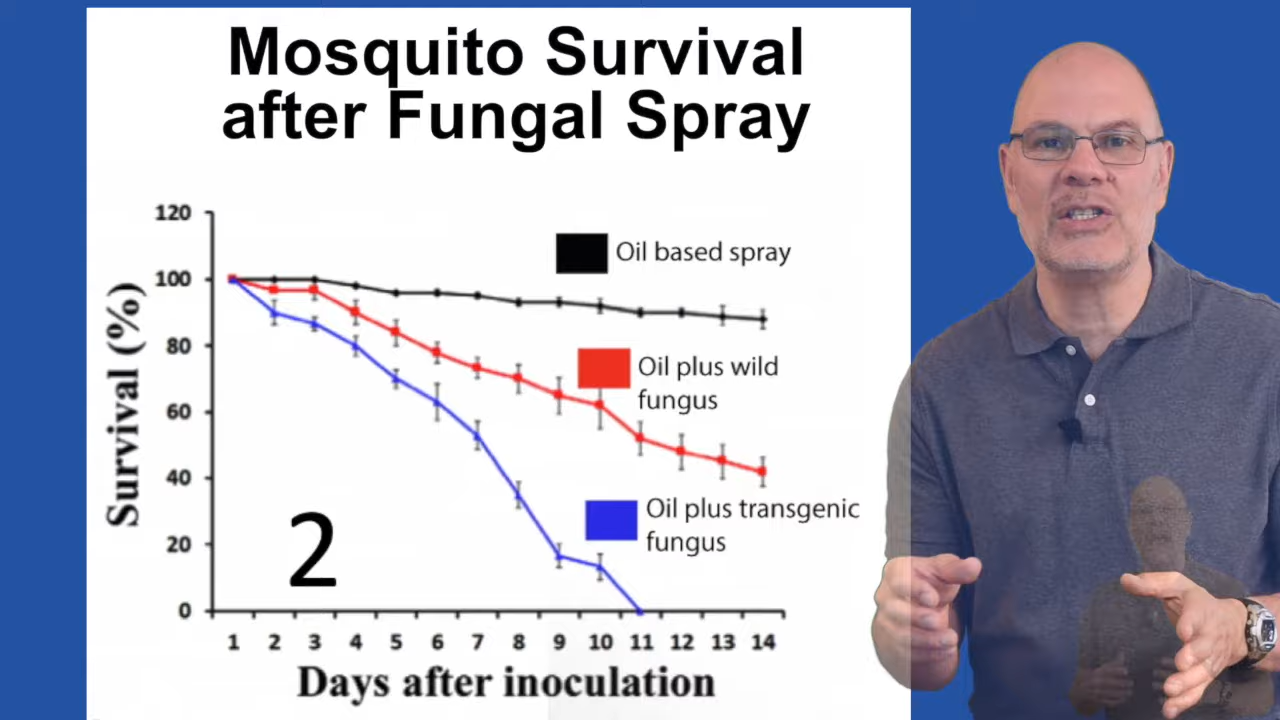 Mosquito Survival
after Fungal Spray
120
100
80
60
40
20
0
Survival (%)
Oil based spray
Oil plus wild
fungus
Oil plus transgenic
fungus
2
1 2 3 4 5 6 7 8 9 10 11 12 13 14
Days after inoculation